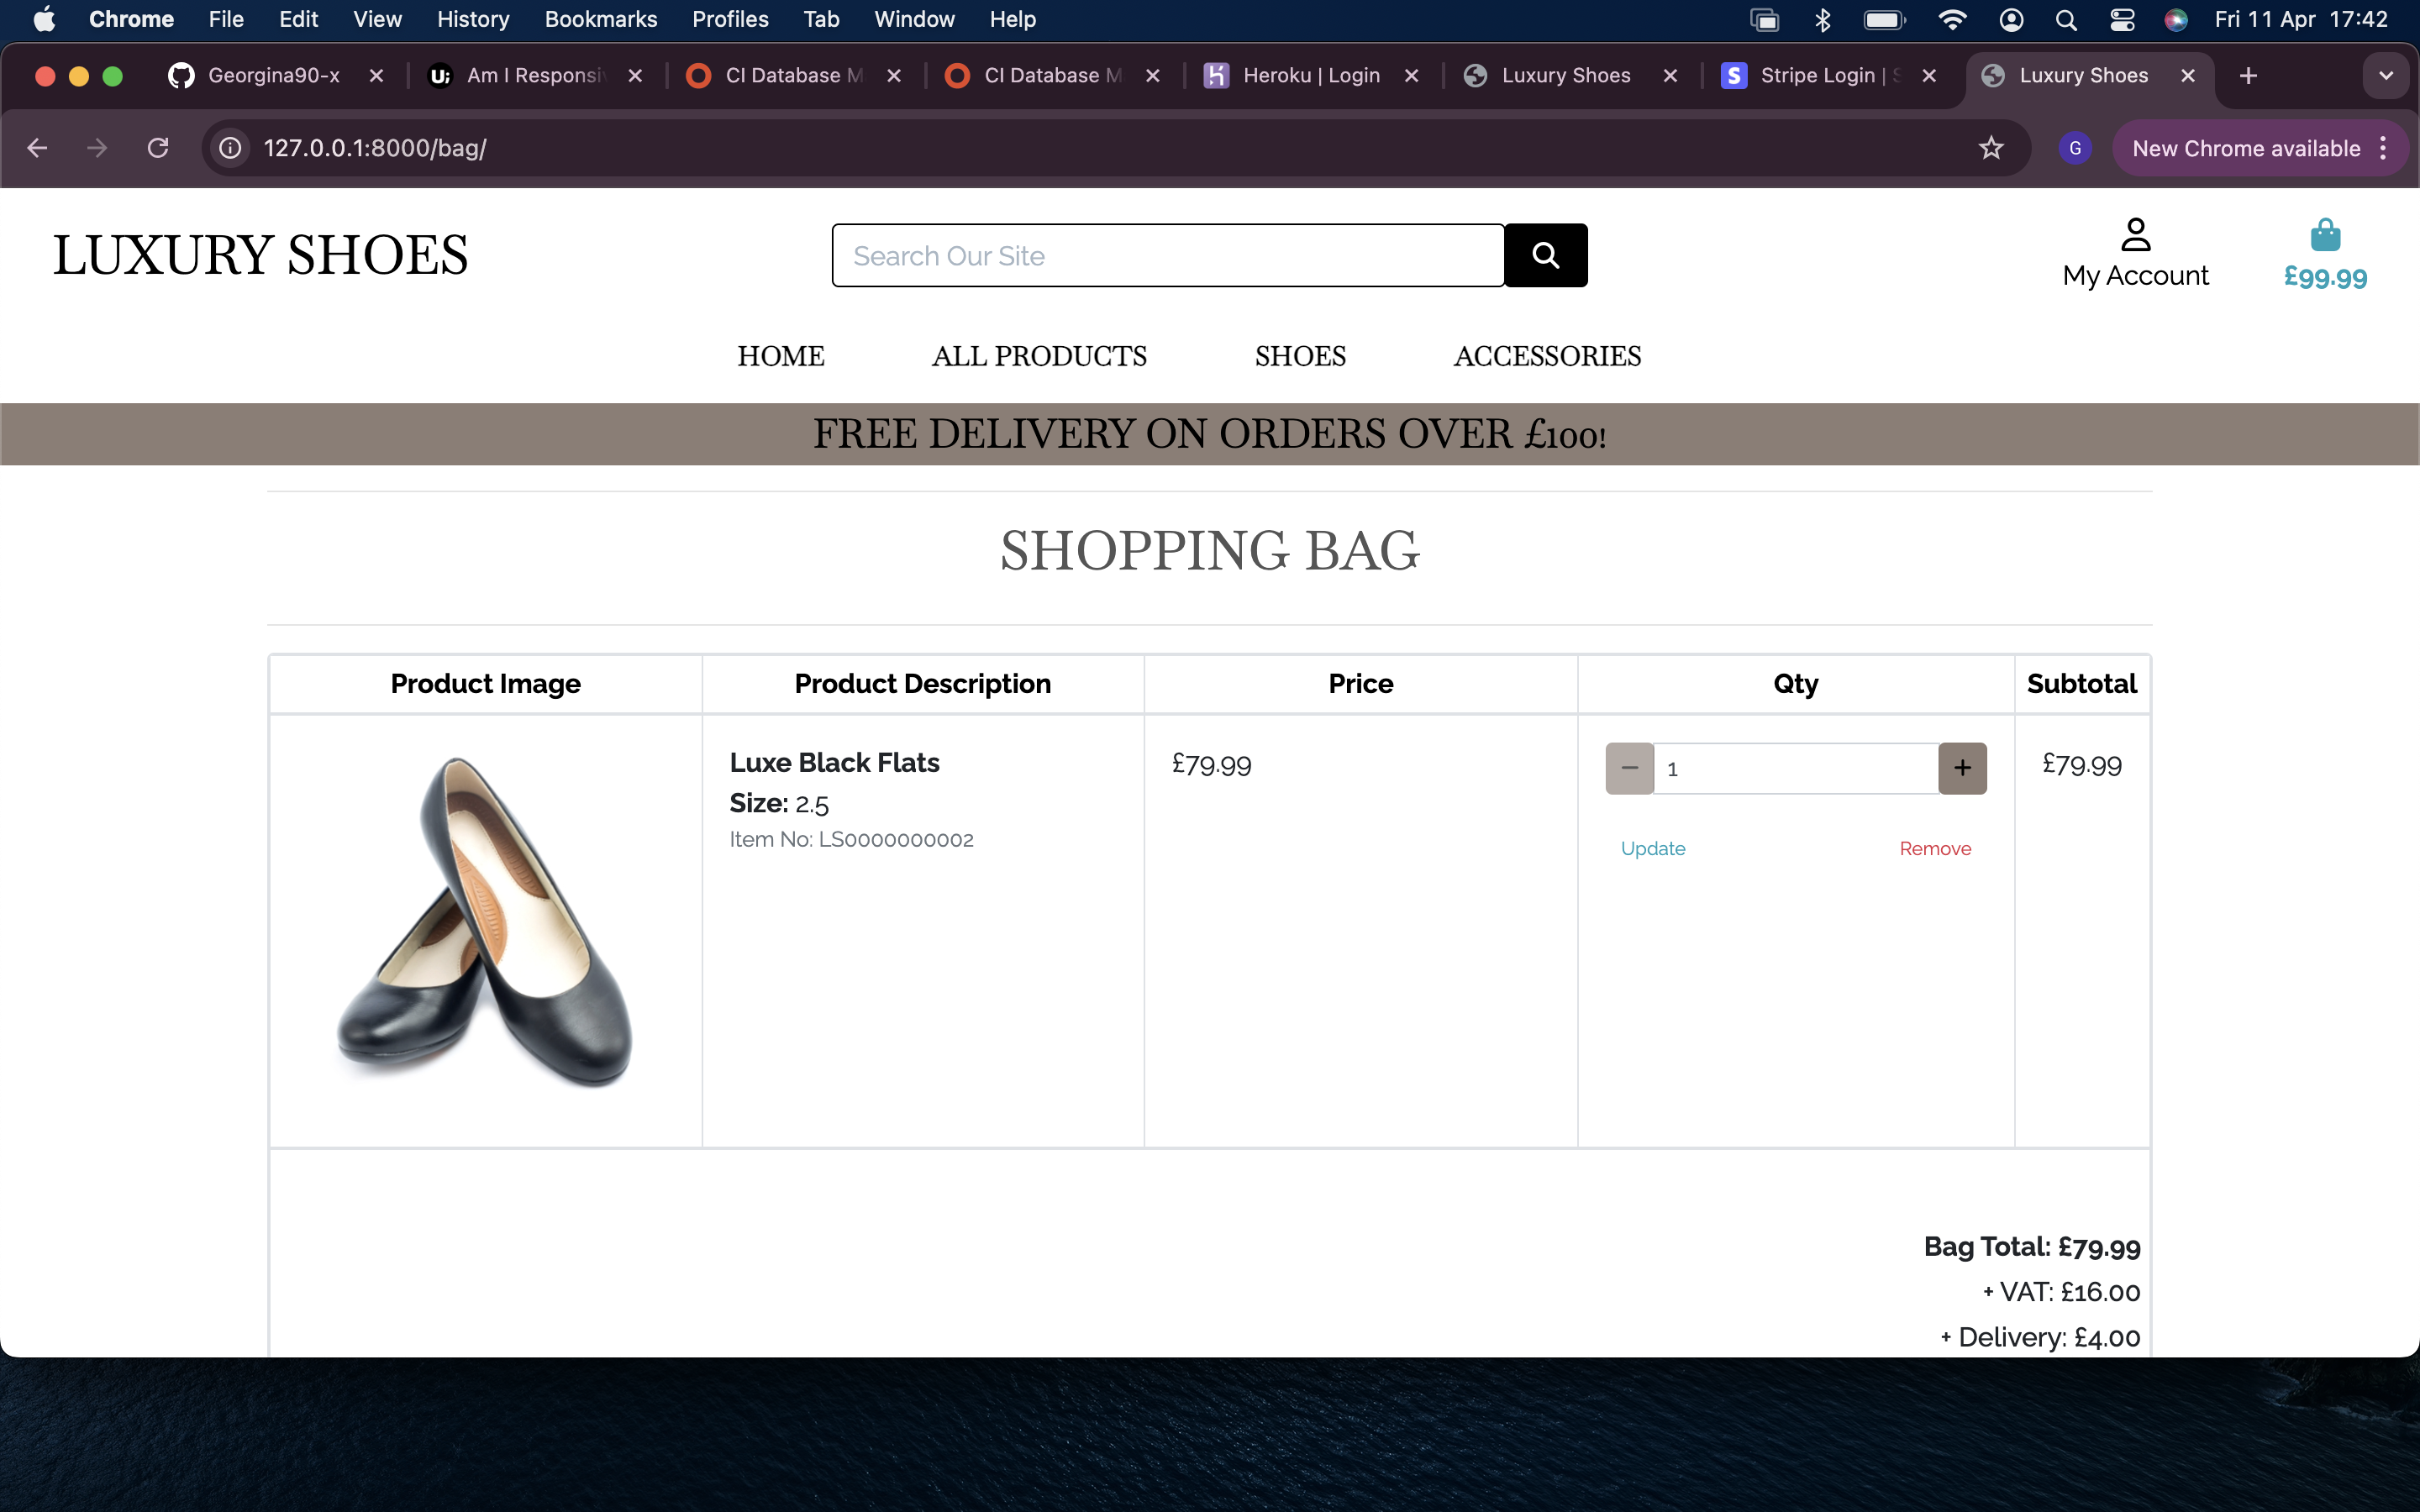 Chrome File Edit View History Bookmarks Profiles Tab Window Help Fri 11 Apr 17:42
Georgina90-x Am I Responsi CI Database M CI Database M Heroku | Login Luxury Shoes Stripe Login | S Luxury Shoes
127.0.0.1:8000/bag/ G New Chrome available
LUXURY SHOES Search Our Site My Account £99.99
HOME ALL PRODUCTS SHOES ACCESSORIES
FREE DELIVERY ON ORDERS OVER £100!
SHOPPING BAG
Product Image Product Description Price Qty Subtotal
Luxe Black Flats £79.99 − 1 + £79.99
Size: 2.5
Item No: LS0000000002
Update Remove
Bag Total: £79.99
+ VAT: £16.00
+ Delivery: £4.00